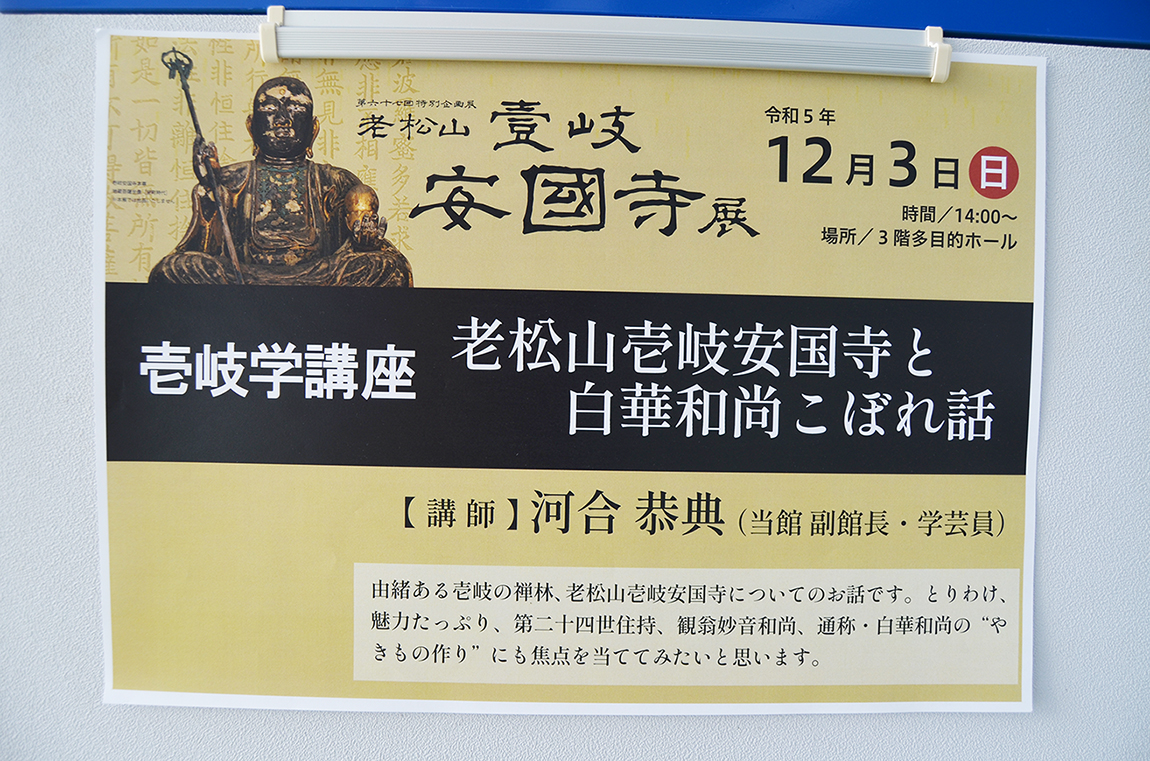 第六十七回特別企画展
老松山 壹岐
安國寺展
令和5年
12月3日 日
時間／14:00～
場所／3階多目的ホール
壱岐学講座
老松山壱岐安国寺と
白華和尚こぼれ話
【講師】河合 恭典（当館 副館長・学芸員）
由緒ある壱岐の禅林、老松山壱岐安国寺についてのお話です。とりわけ、
魅力たっぷり、第二十四世住持、観翁妙音和尚、通称・白華和尚の“や
きもの作り”にも焦点を当ててみたいと思います。